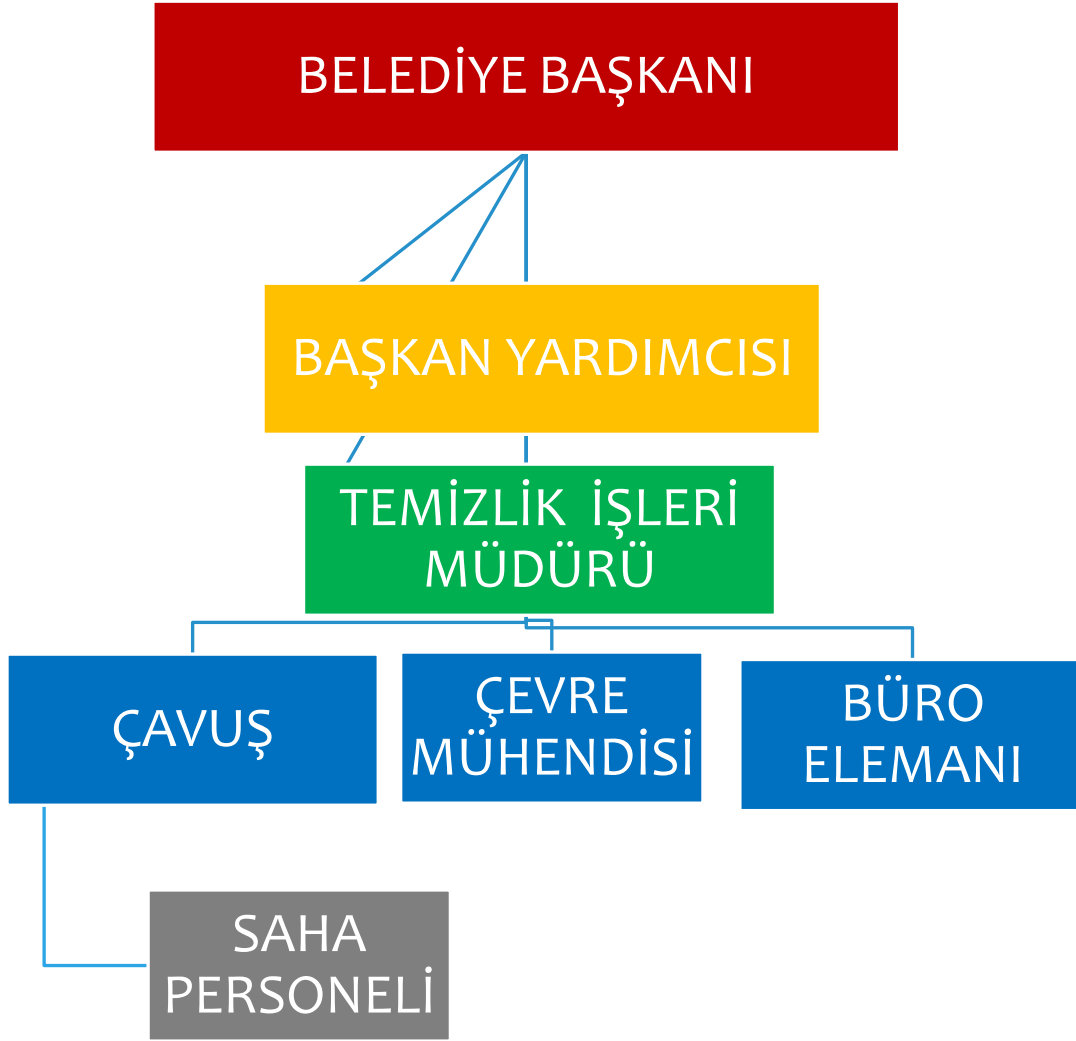 BELEDİYE BAŞKANI
BAŞKAN YARDIMCISI
TEMİZLİK İŞLERİ
MÜDÜRÜ
ÇAVUŞ
ÇEVRE
MÜHENDİSİ
BÜRO
ELEMANI
SAHA
PERSONELİ